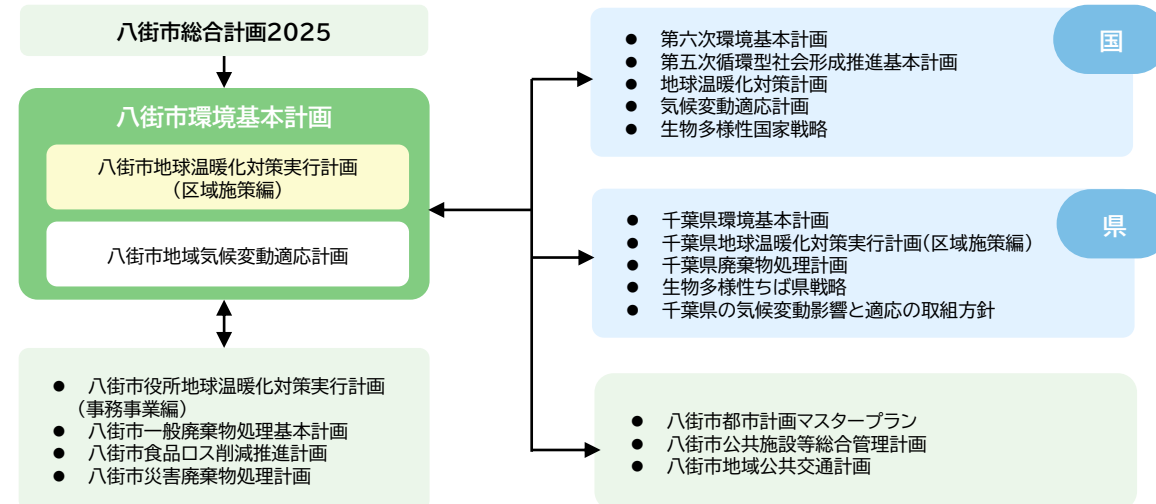 八街市総合計画2025
八街市環境基本計画
八街市地球温暖化対策実行計画
(区域施策編)
八街市地域気候変動適応計画
● 八街市役所地球温暖化対策実行計画
(事務事業編)
● 八街市一般廃棄物処理基本計画
● 八街市食品ロス削減推進計画
● 八街市災害廃棄物処理計画
国
● 第六次環境基本計画
● 第五次循環型社会形成推進基本計画
● 地球温暖化対策計画
● 気候変動適応計画
● 生物多様性国家戦略
県
● 千葉県環境基本計画
● 千葉県地球温暖化対策実行計画(区域施策編)
● 千葉県廃棄物処理計画
● 生物多様性ちば県戦略
● 千葉県の気候変動影響と適応の取組方針
● 八街市都市計画マスタープラン
● 八街市公共施設等総合管理計画
● 八街市地域公共交通計画